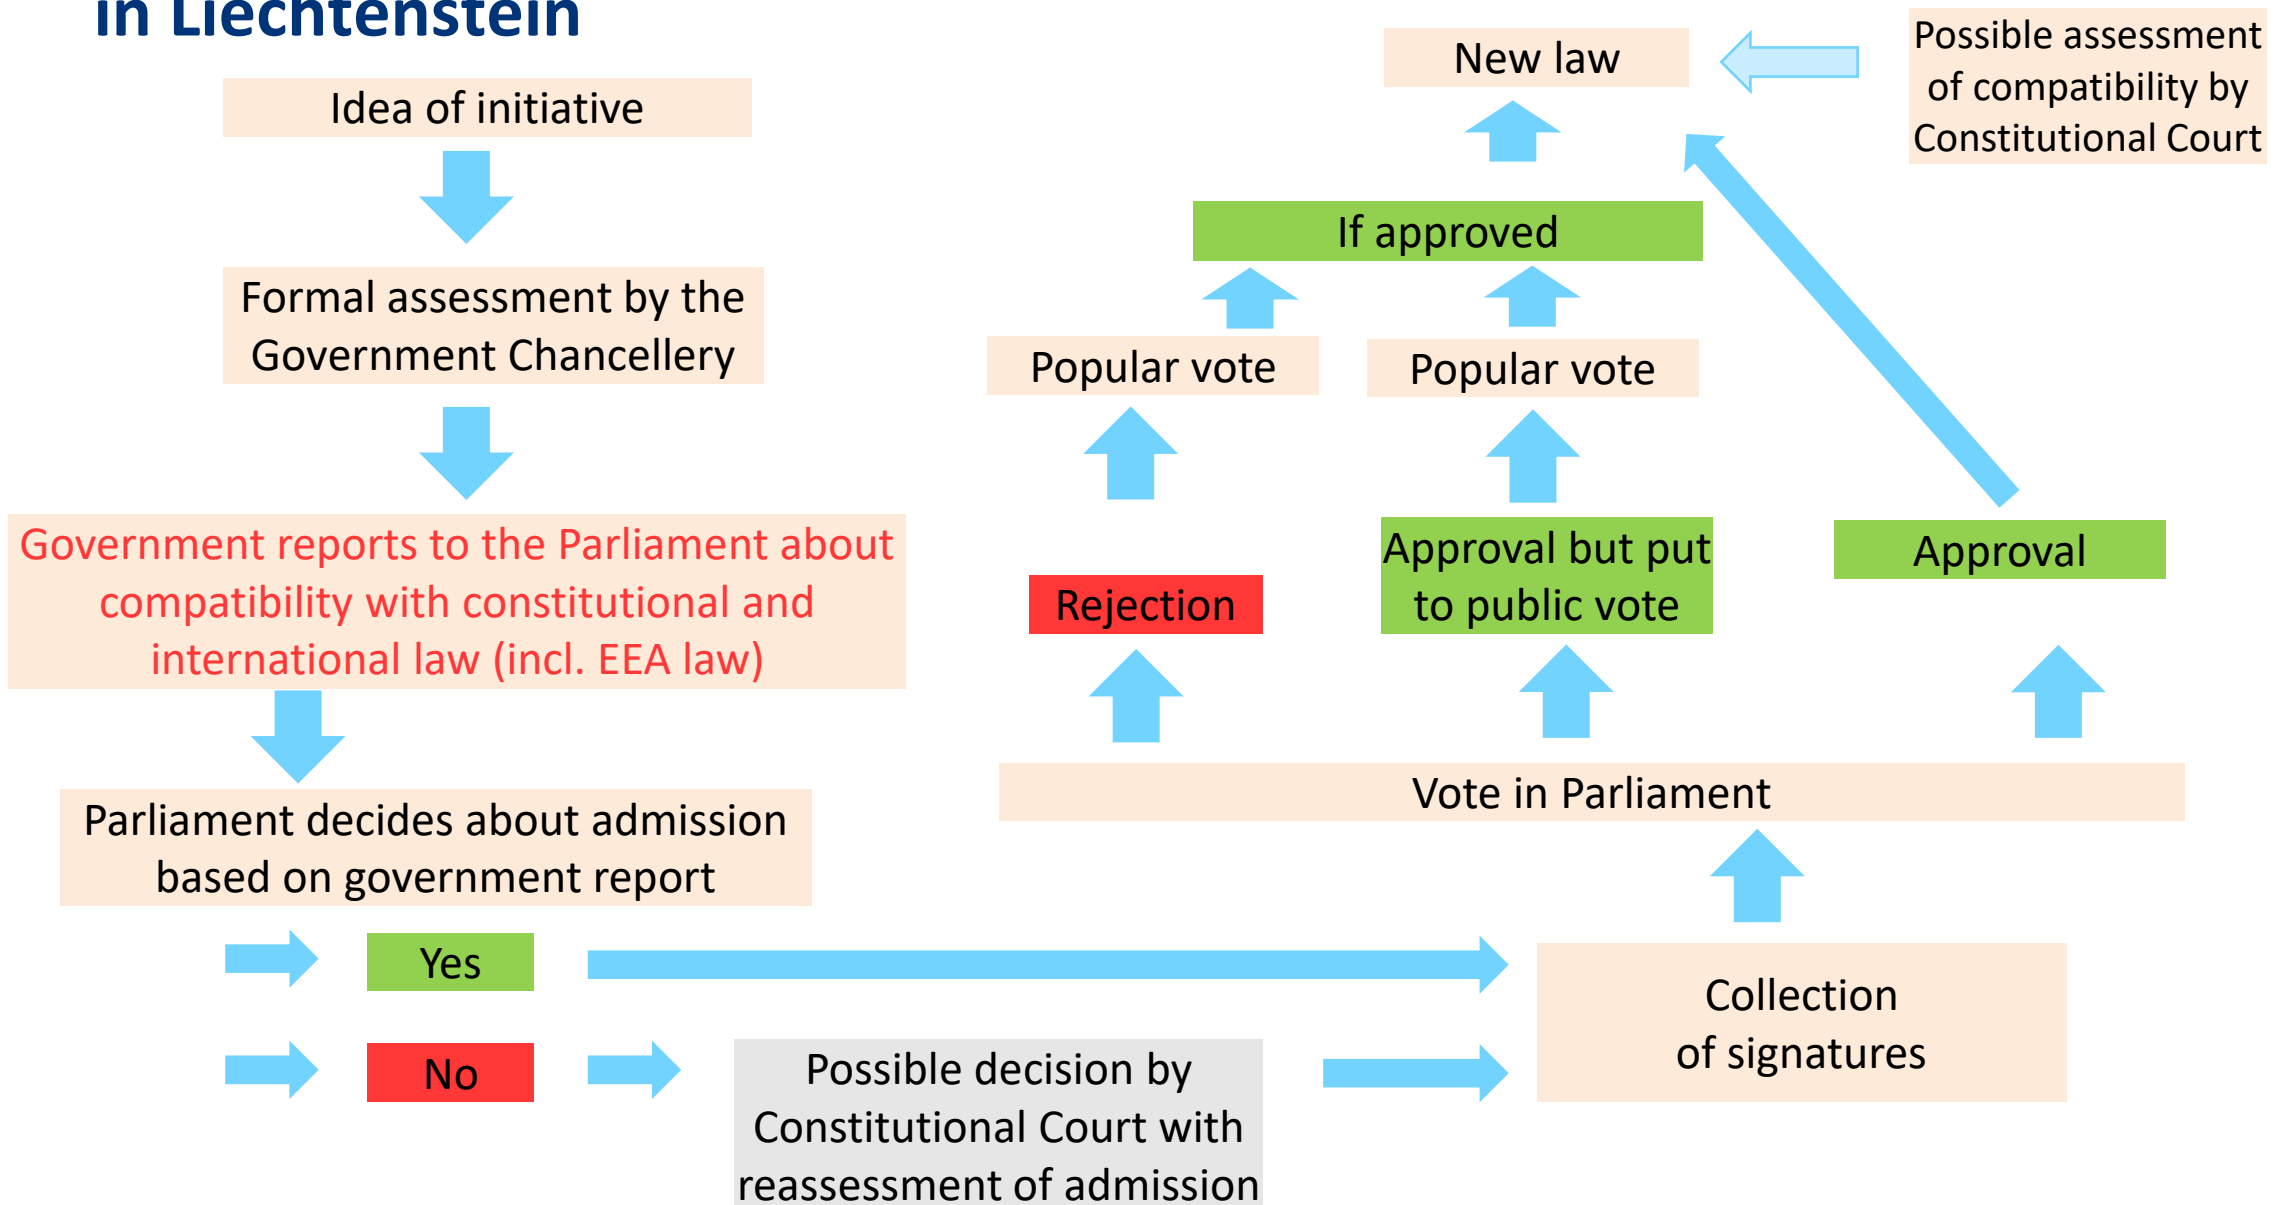 in Liechtenstein
Idea of initiative
Formal assessment by the
Government Chancellery
Government reports to the Parliament about
compatibility with constitutional and
international law (incl. EEA law)
Parliament decides about admission
based on government report
Yes
No
Possible decision by
Constitutional Court with
reassessment of admission
Collection
of signatures
Vote in Parliament
Rejection
Approval but put
to public vote
Approval
Popular vote
Popular vote
If approved
New law
Possible assessment
of compatibility by
Constitutional Court